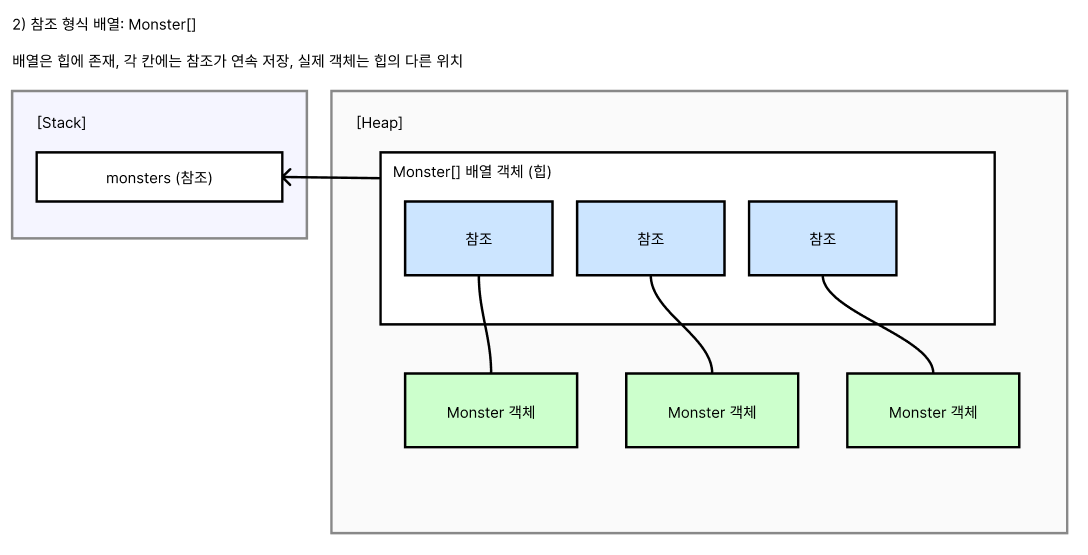 2) 참조 형식 배열: Monster[]
배열은 힙에 존재, 각 칸에는 참조가 연속 저장, 실제 객체는 힙의 다른 위치
[Stack]
monsters (참조)
[Heap]
Monster[] 배열 객체 (힙)
참조
참조
참조
Monster 객체
Monster 객체
Monster 객체